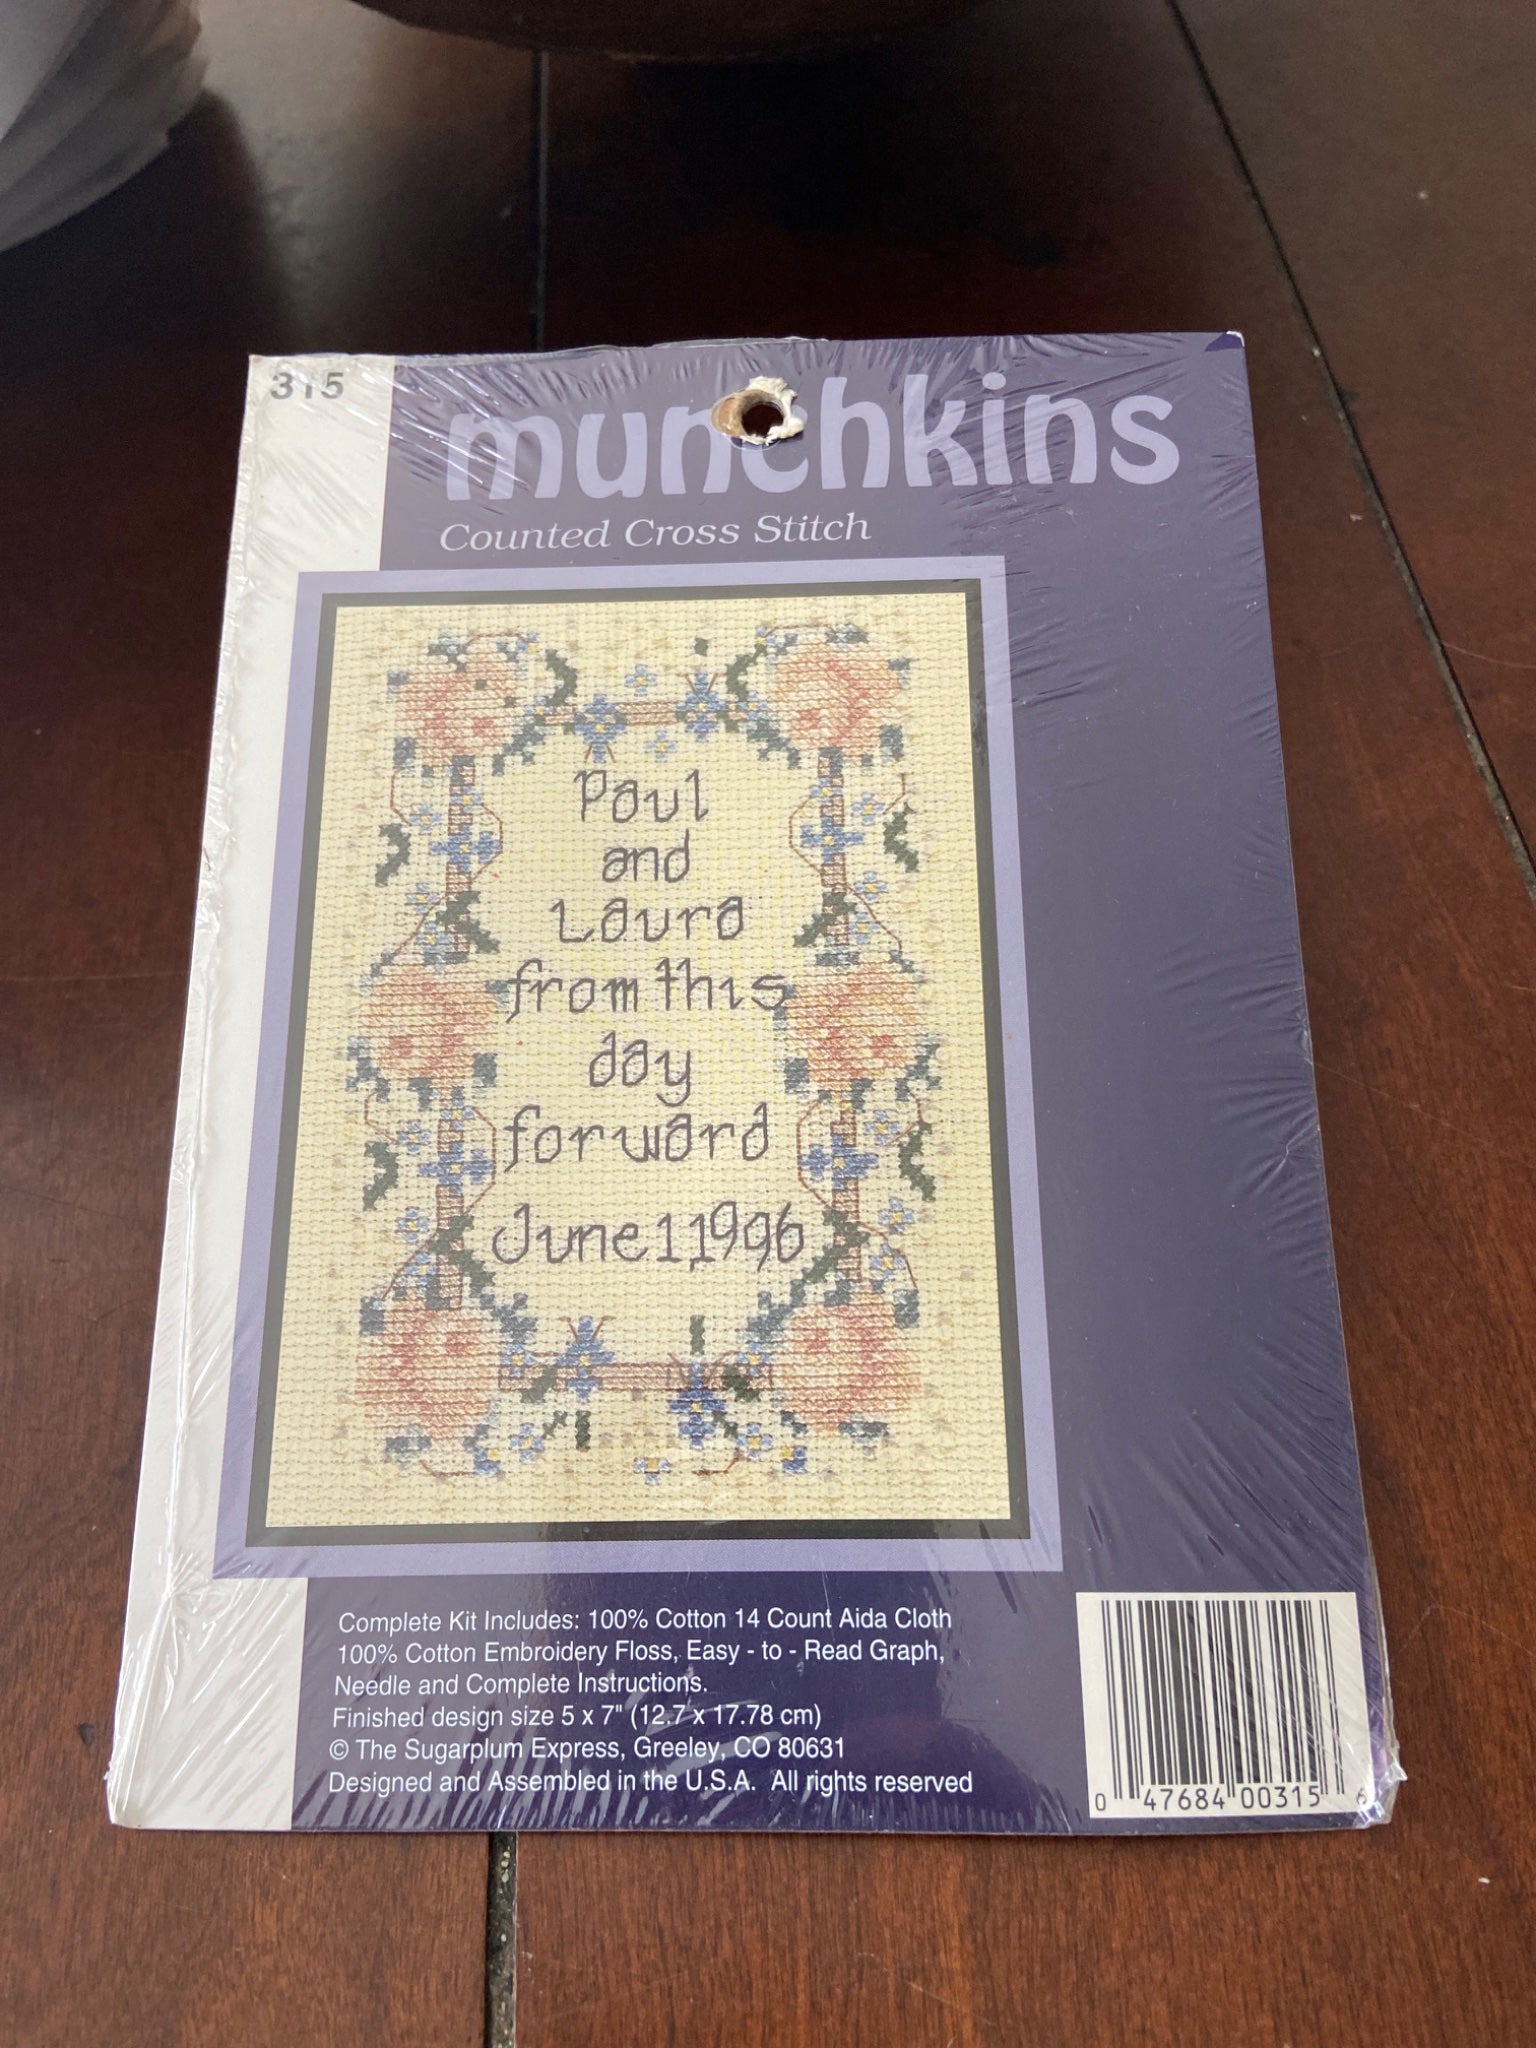 315
munchkins
Counted Cross Stitch
Paul
and
Laura
from this
day
forward
June 1 1996
Complete Kit Includes: 100% Cotton 14 Count Aida Cloth
100% Cotton Embroidery Floss, Easy - to - Read Graph,
Needle and Complete Instructions.
Finished design size 5 x 7" (12.7 x 17.78 cm)
© The Sugarplum Express, Greeley, CO 80631
Designed and Assembled in the U.S.A. All rights reserved
0 47684 00315 6